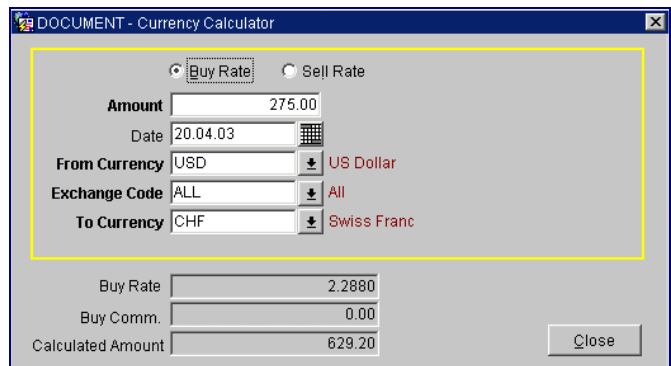 DOCUMENT - Currency Calculator
Buy Rate Sell Rate
Amount 275.00
Date 20.04.03
From Currency USD US Dollar
Exchange Code ALL All
To Currency CHF Swiss Franc
Buy Rate 2.2880
Buy Comm. 0.00
Calculated Amount 629.20
Close